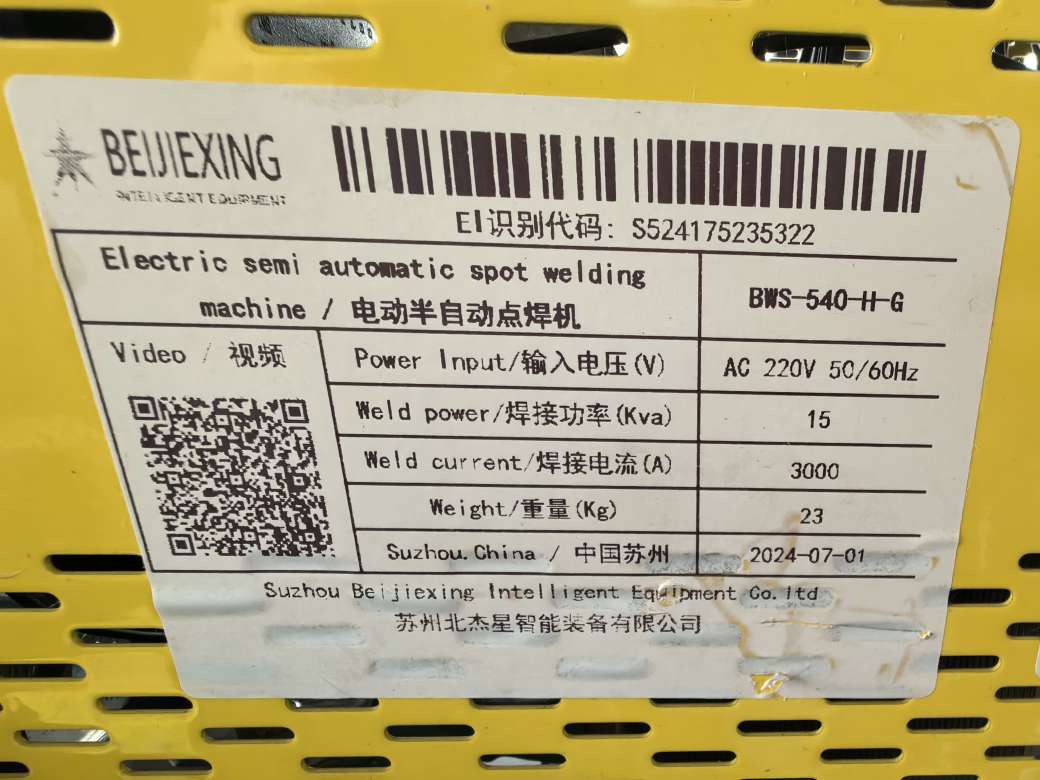 BEIJIEXING
INTELLIGENT EQUIPMENT
EI识别代码: S524175235322
Electric semi automatic spot welding
machine / 电动半自动点焊机
BWS-540-H-G
Video / 视频
Power Input/输入电压(V)
AC 220V 50/60Hz
Weld power/焊接功率(Kva)
15
Weld current/焊接电流(A)
3000
Weight/重量(Kg)
23
Suzhou.China / 中国苏州
2024-07-01
Suzhou Beijiexing Intelligent Equipment Co.ltd
苏州北杰星智能装备有限公司